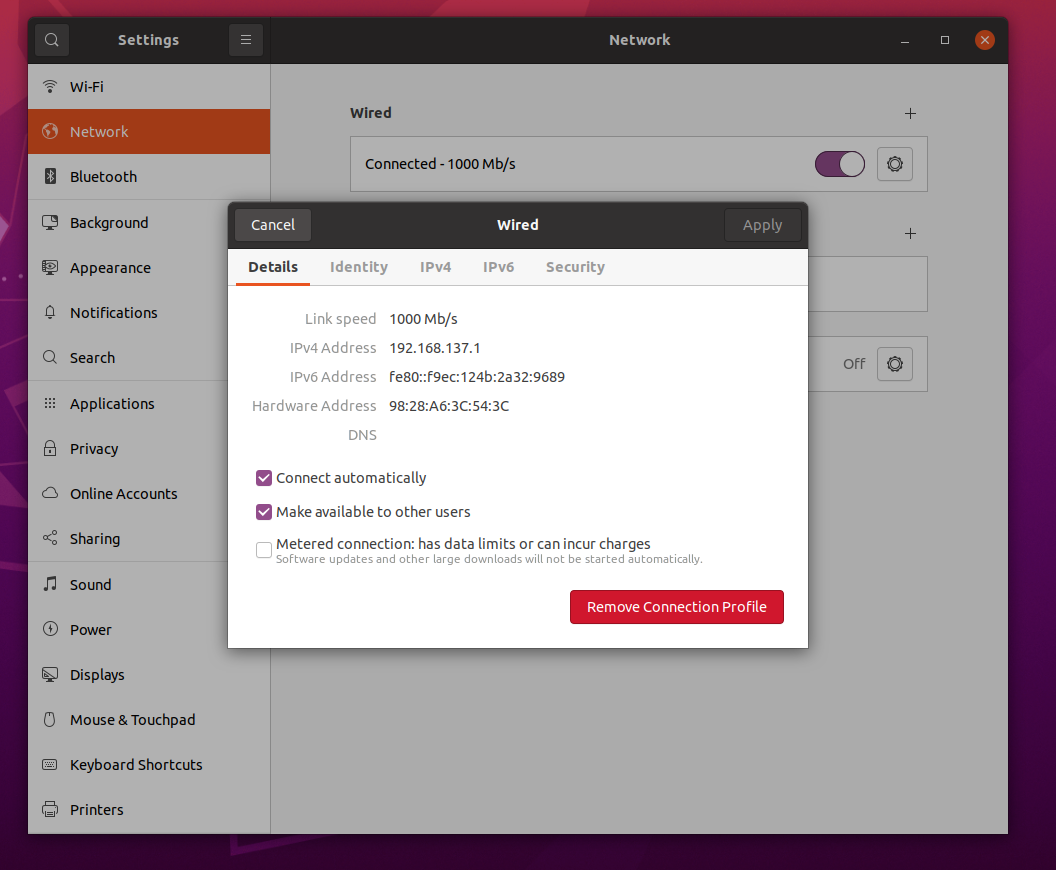 Settings
Network
Wi-Fi
Network
Bluetooth
Background
Appearance
Notifications
Search
Applications
Privacy
Online Accounts
Sharing
Sound
Power
Displays
Mouse & Touchpad
Keyboard Shortcuts
Printers
Wired
Connected - 1000 Mb/s
Off
Cancel
Wired
Apply
Details Identity IPv4 IPv6 Security
Link speed 1000 Mb/s
IPv4 Address 192.168.137.1
IPv6 Address fe80::f9ec:124b:2a32:9689
Hardware Address 98:28:A6:3C:54:3C
DNS
Connect automatically
Make available to other users
Metered connection: has data limits or can incur charges
Software updates and other large downloads will not be started automatically.
Remove Connection Profile